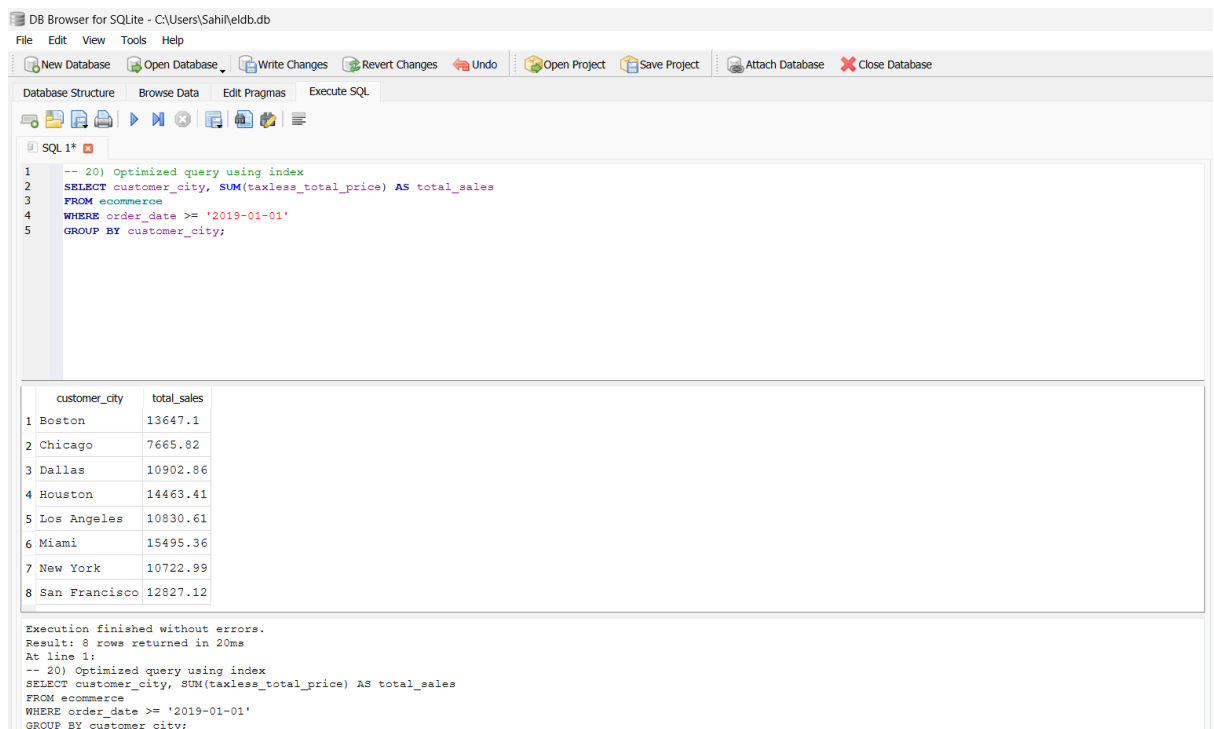 DB Browser for SQLite - C:\Users\Sahil\eldb.db
File Edit View Tools Help
New Database Open Database Write Changes Revert Changes Undo Open Project Save Project Attach Database Close Database
Database Structure Browse Data Edit Pragmas Execute SQL
SQL 1*
1 -- 20) Optimized query using index
2 SELECT customer_city, SUM(taxless_total_price) AS total_sales
3 FROM ecommerce
4 WHERE order_date >= '2019-01-01'
5 GROUP BY customer_city;
customer_city total_sales
1 Boston 13647.1
2 Chicago 7665.82
3 Dallas 10902.86
4 Houston 14463.41
5 Los Angeles 10830.61
6 Miami 15495.36
7 New York 10722.99
8 San Francisco 12827.12
Execution finished without errors.
Result: 8 rows returned in 20ms
At line 1:
-- 20) Optimized query using index
SELECT customer_city, SUM(taxless_total_price) AS total_sales
FROM ecommerce
WHERE order_date >= '2019-01-01'
GROUP BY customer_city;